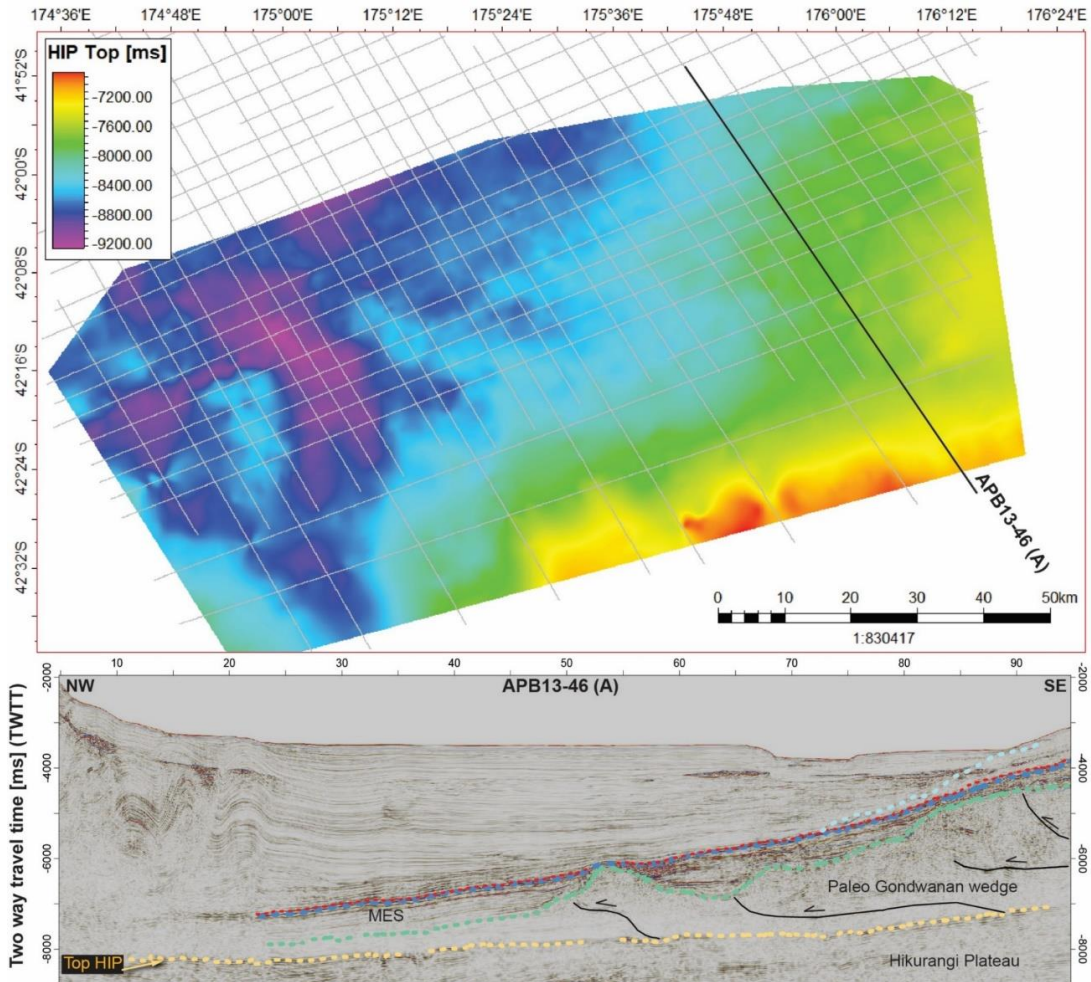 174°36'E 174°48'E 175°00'E 175°12'E 175°24'E 175°36'E 175°48'E 176°00'E 176°12'E 176°24'E
HIP Top [ms]
-7200.00
-7600.00
-8000.00
-8400.00
-8800.00
-9200.00
41°52'S
42°00'S
42°08'S
42°16'S
42°24'S
42°32'S
APB13-46 (A)
0 10 20 30 40 50km
1:830417
10 20 30 40 50 60 70 80 90
NW APB13-46 (A) SE
Two way travel time [ms] (TWTT)
-2000
-4000
-6000
-8000
-2000
-4000
-6000
-8000
MES
Paleo Gondwanan wedge
Top HIP
Hikurangi Plateau